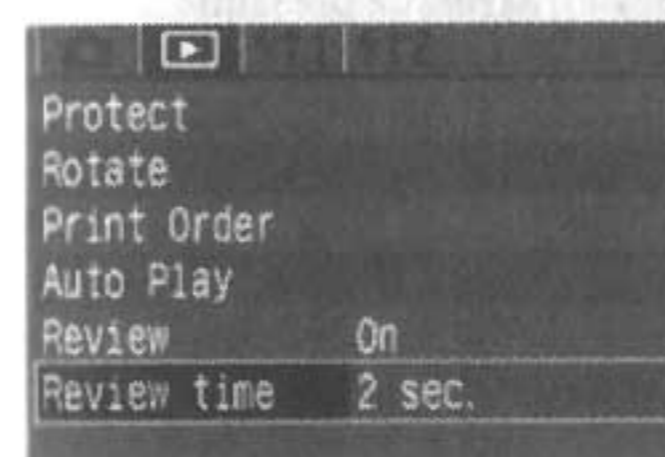 Protect
Rotate
Print Order
Auto Play
Review On
Review time 2 sec.